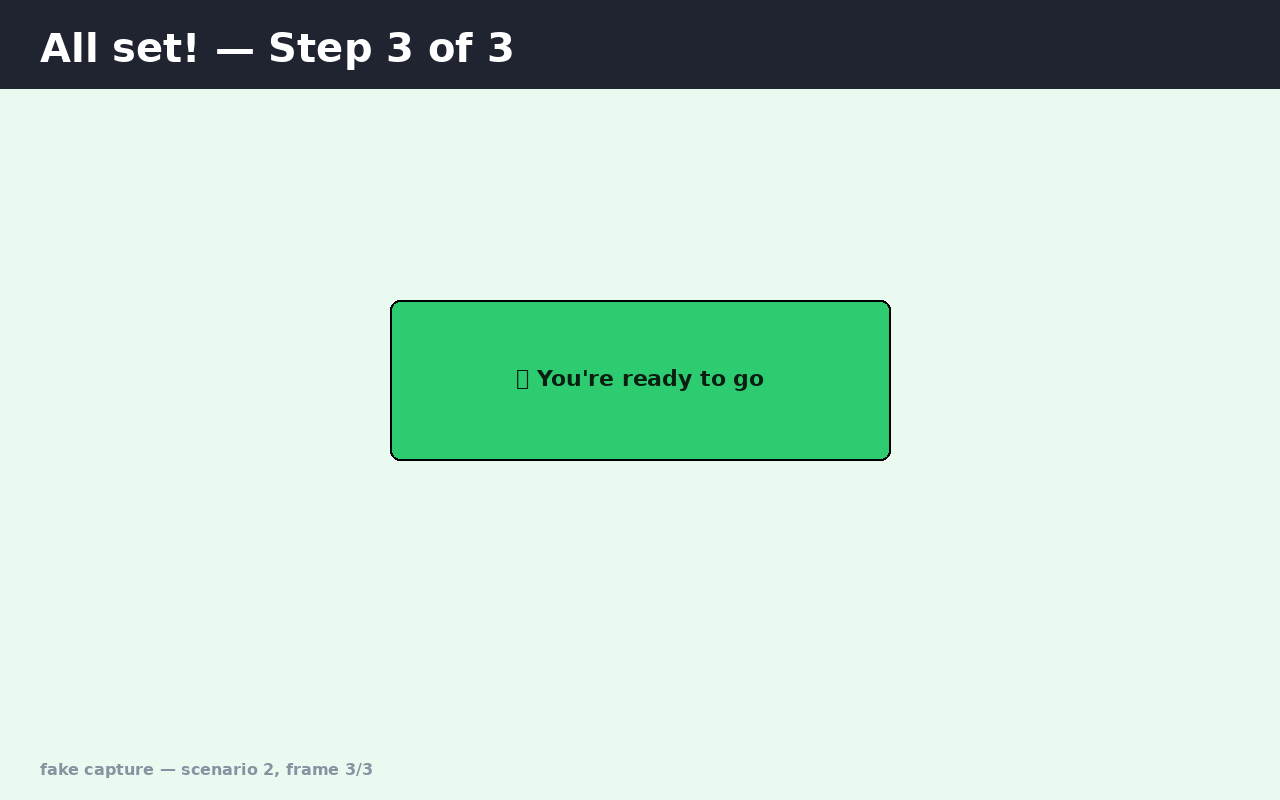 All set! — Step 3 of 3
You're ready to go
fake capture — scenario 2, frame 3/3